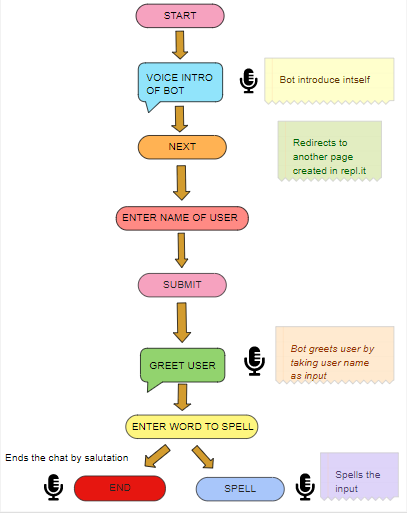 START
VOICE INTRO
OF BOT
Bot introduce intself
NEXT
Redirects to
another page
created in repl.it
ENTER NAME OF USER
SUBMIT
GREET USER
Bot greets user by
taking user name
as input
ENTER WORD TO SPELL
Ends the chat by salutation
END
SPELL
Spells the
input